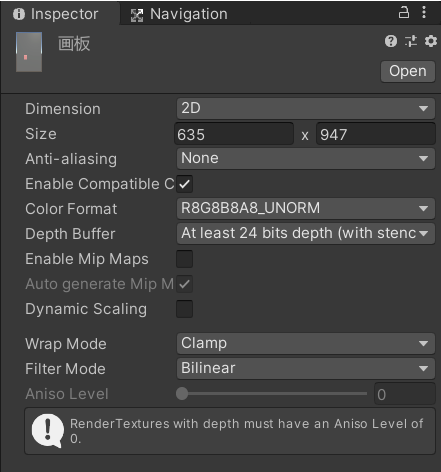 Inspector Navigation
画板
Open
Dimension 2D
Size 635 x 947
Anti-aliasing None
Enable Compatible C
Color Format R8G8B8A8_UNORM
Depth Buffer At least 24 bits depth (with stenc
Enable Mip Maps
Auto generate Mip M
Dynamic Scaling
Wrap Mode Clamp
Filter Mode Bilinear
Aniso Level 0
RenderTextures with depth must have an Aniso Level of
0.